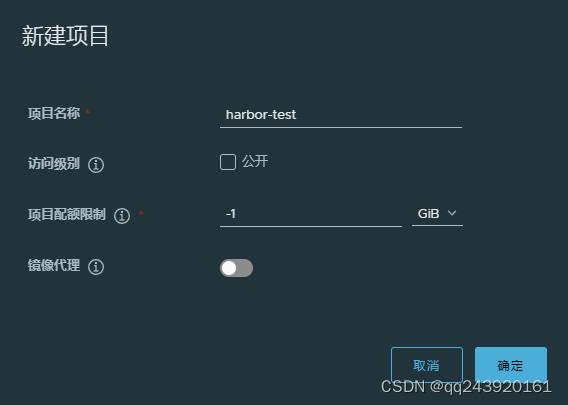 新建项目
项目名称 * harbor-test
访问级别 公开
项目配额限制 * -1 GiB
镜像代理
取消 确定
CSDN @qq243920161